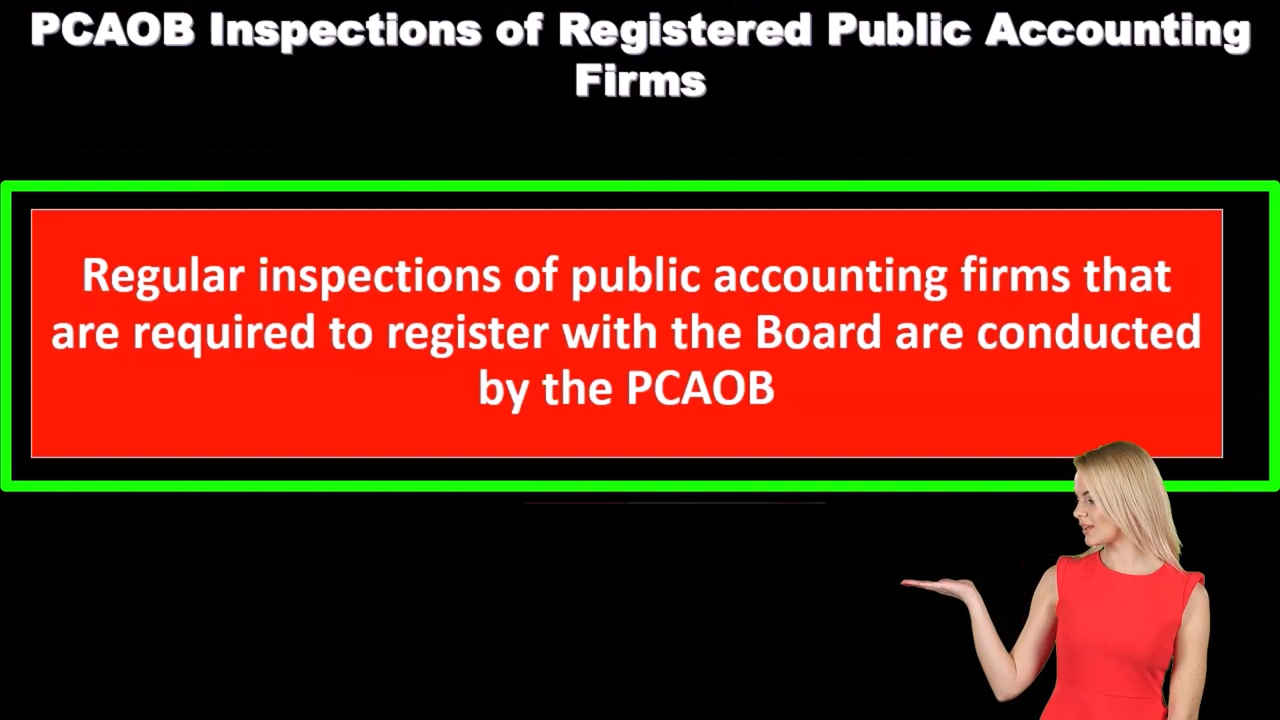 PCAOB Inspections of Registered Public Accounting
Firms
Regular inspections of public accounting firms that
are required to register with the Board are conducted
by the PCAOB